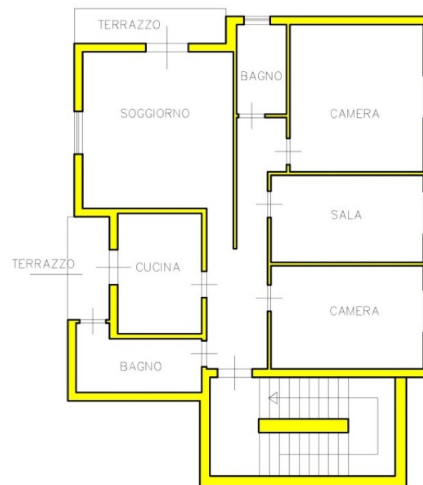 TERRAZZO
BAGNO
SOGGIORNO
CAMERA
SALA
TERRAZZO
CUCINA
CAMERA
BAGNO